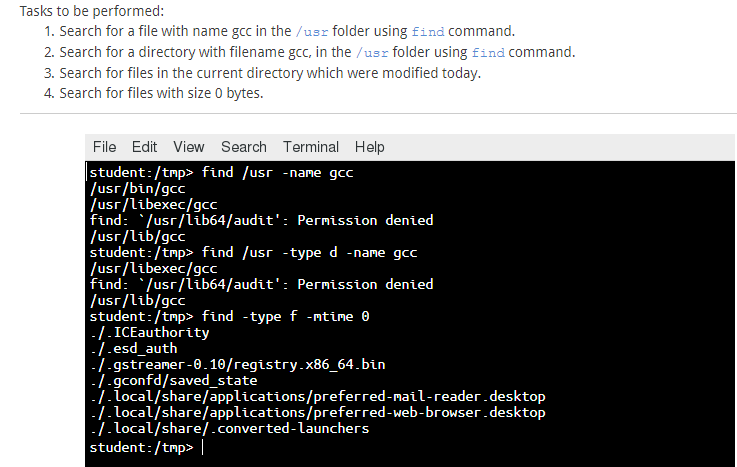 Tasks to be performed:
1. Search for a file with name gcc in the /usr folder using find command.
2. Search for a directory with filename gcc, in the /usr folder using find command.
3. Search for files in the current directory which were modified today.
4. Search for files with size 0 bytes.
File Edit View Search Terminal Help
student:/tmp> find /usr -name gcc
/usr/bin/gcc
/usr/libexec/gcc
find: `/usr/lib64/audit': Permission denied
/usr/lib/gcc
student:/tmp> find /usr -type d -name gcc
/usr/libexec/gcc
find: `/usr/lib64/audit': Permission denied
/usr/lib/gcc
student:/tmp> find -type f -mtime 0
./.ICEauthority
./.esd_auth
./.gstreamer-0.10/registry.x86_64.bin
./.gconfd/saved_state
./.local/share/applications/preferred-mail-reader.desktop
./.local/share/applications/preferred-web-browser.desktop
./.local/share/.converted-launchers
student:/tmp>